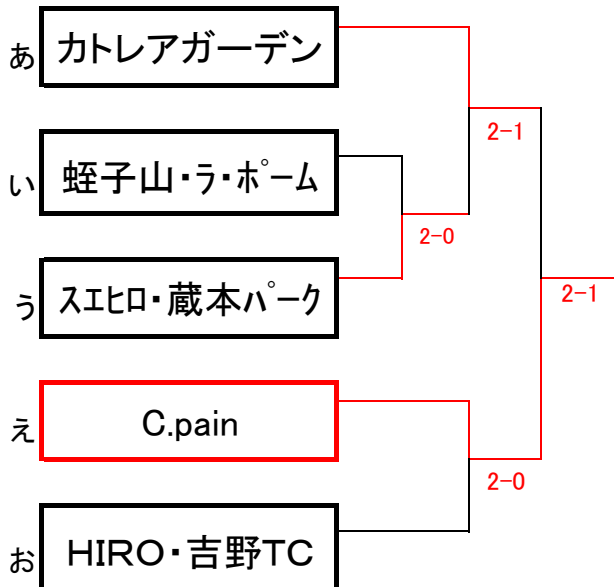 あ カトレアガーデン
2-1
い 蛭子山・ラ・ポーム
2-0
う スエヒロ・蔵本パーク
2-1
え C.pain
2-0
お HIRO・吉野TC